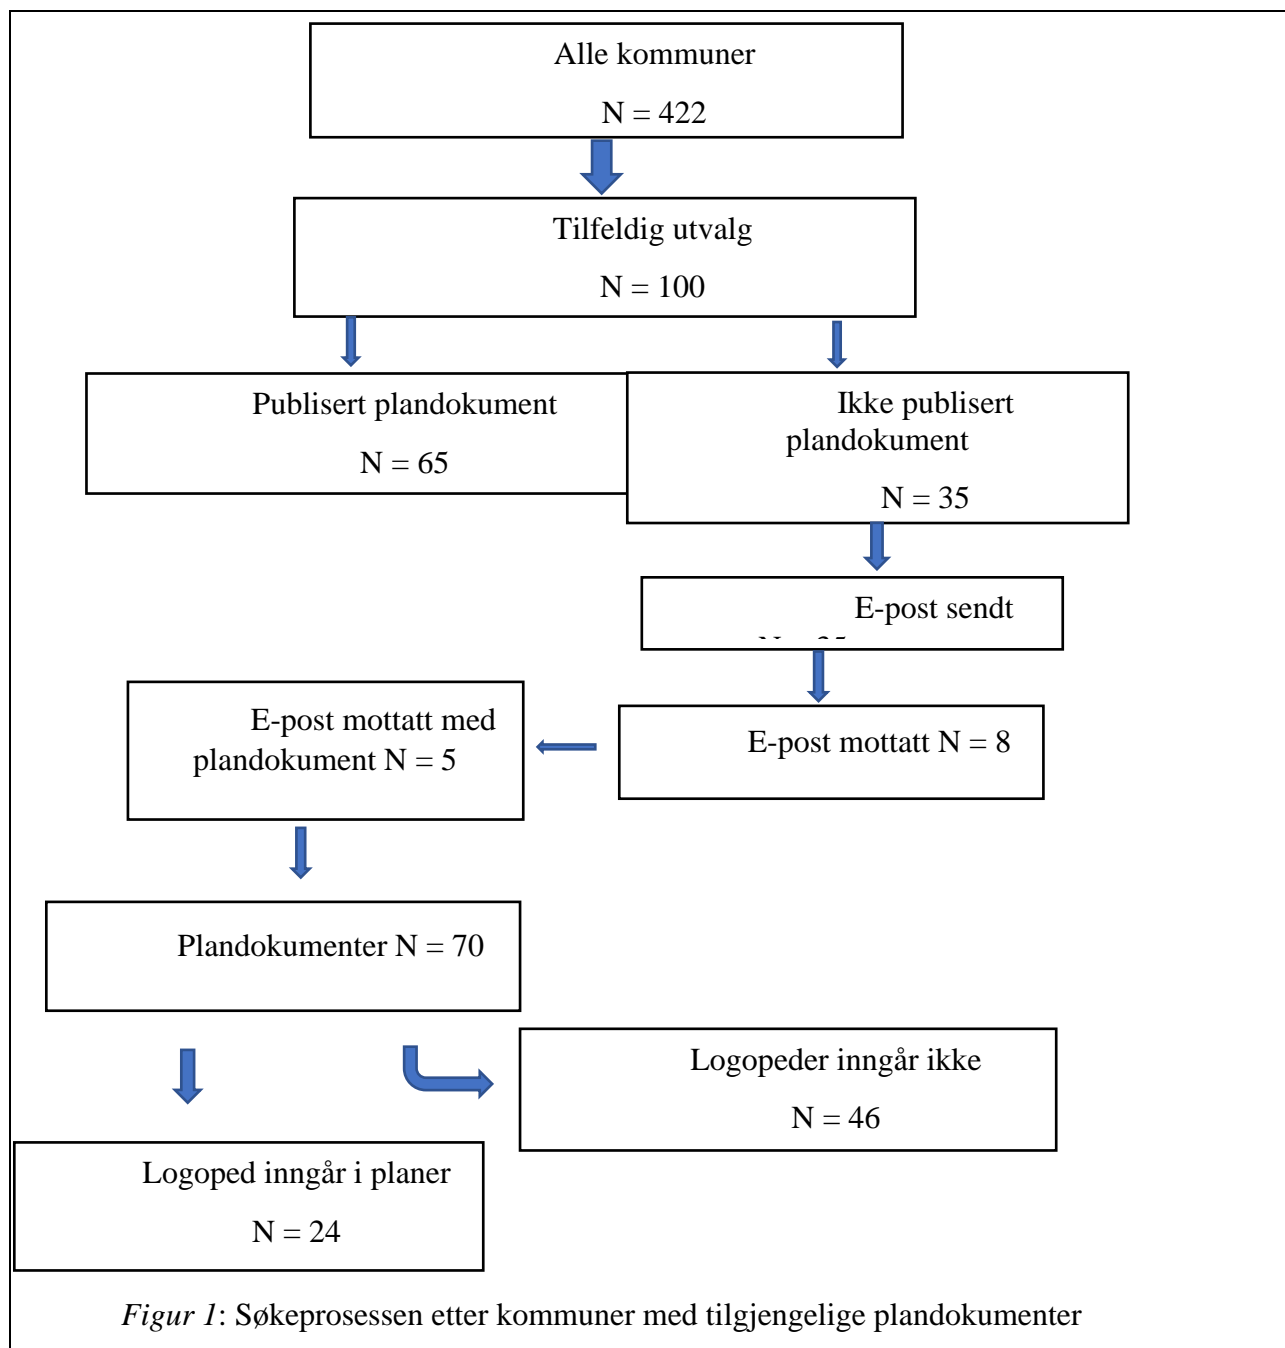 Alle kommuner
N = 422
Tilfeldig utvalg
N = 100
Publisert plandokument
N = 65
Ikke publisert
plandokument
N = 35
E-post sendt
E-post mottatt med
plandokument N = 5
E-post mottatt N = 8
Plandokumenter N = 70
Logopeder inngår ikke
N = 46
Logoped inngår i planer
N = 24
Figur 1: Søkeprosessen etter kommuner med tilgjengelige plandokumenter